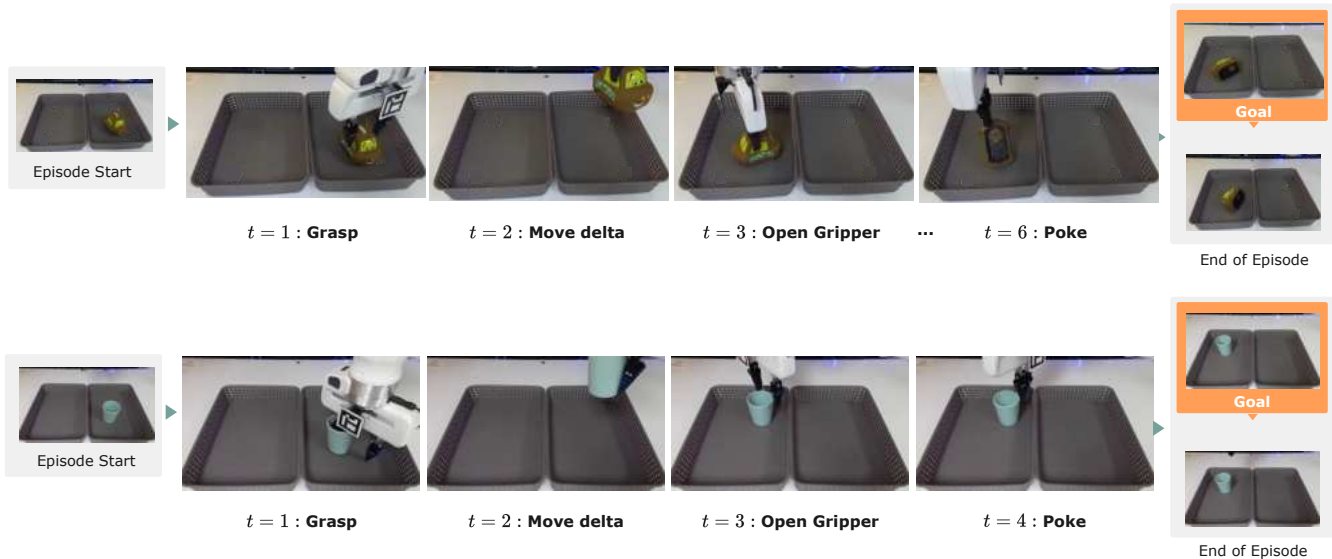 Goal
Episode Start
t = 1 : Grasp
t = 2 : Move delta
t = 3 : Open Gripper
...
t = 6 : Poke
End of Episode
Goal
Episode Start
t = 1 : Grasp
t = 2 : Move delta
t = 3 : Open Gripper
t = 4 : Poke
End of Episode